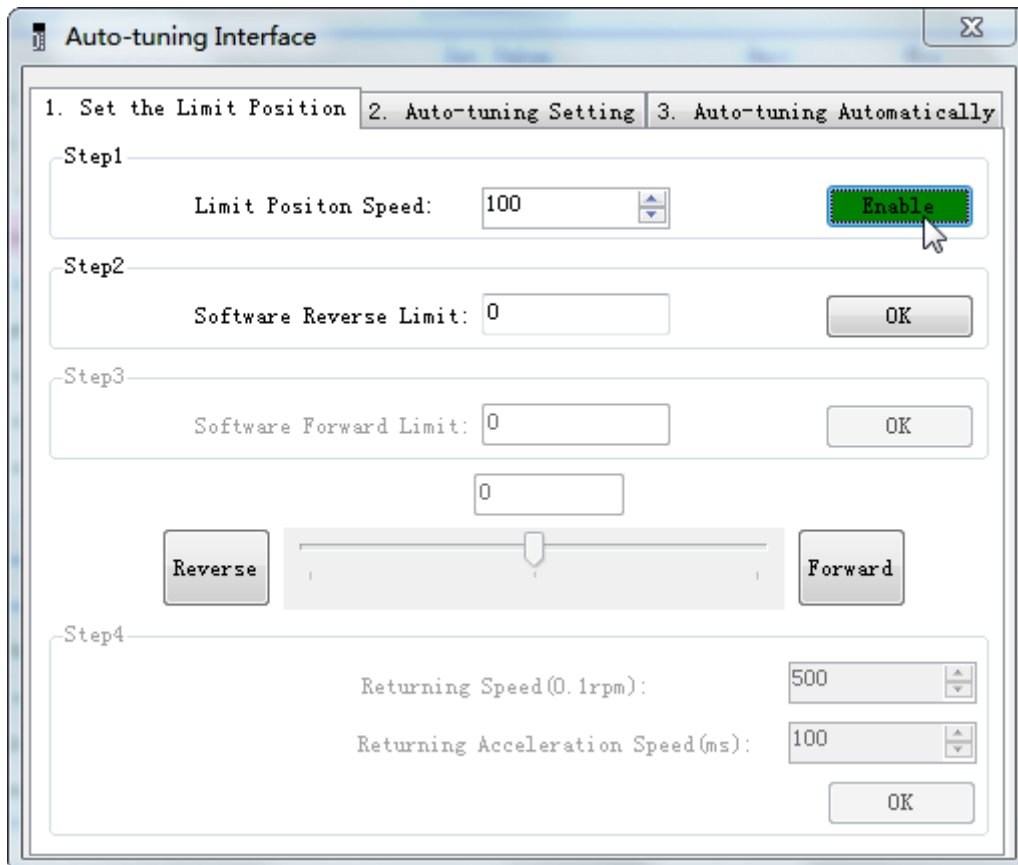 Auto-tuning Interface
1. Set the Limit Position 2. Auto-tuning Setting 3. Auto-tuning Automatically
Step1
Limit Positon Speed: 100 Enable
Step2
Software Reverse Limit: 0 OK
Step3
Software Forward Limit: 0 OK
0
Reverse Forward
Step4
Returning Speed(0.1rpm): 500
Returning Acceleration Speed(ms): 100
OK